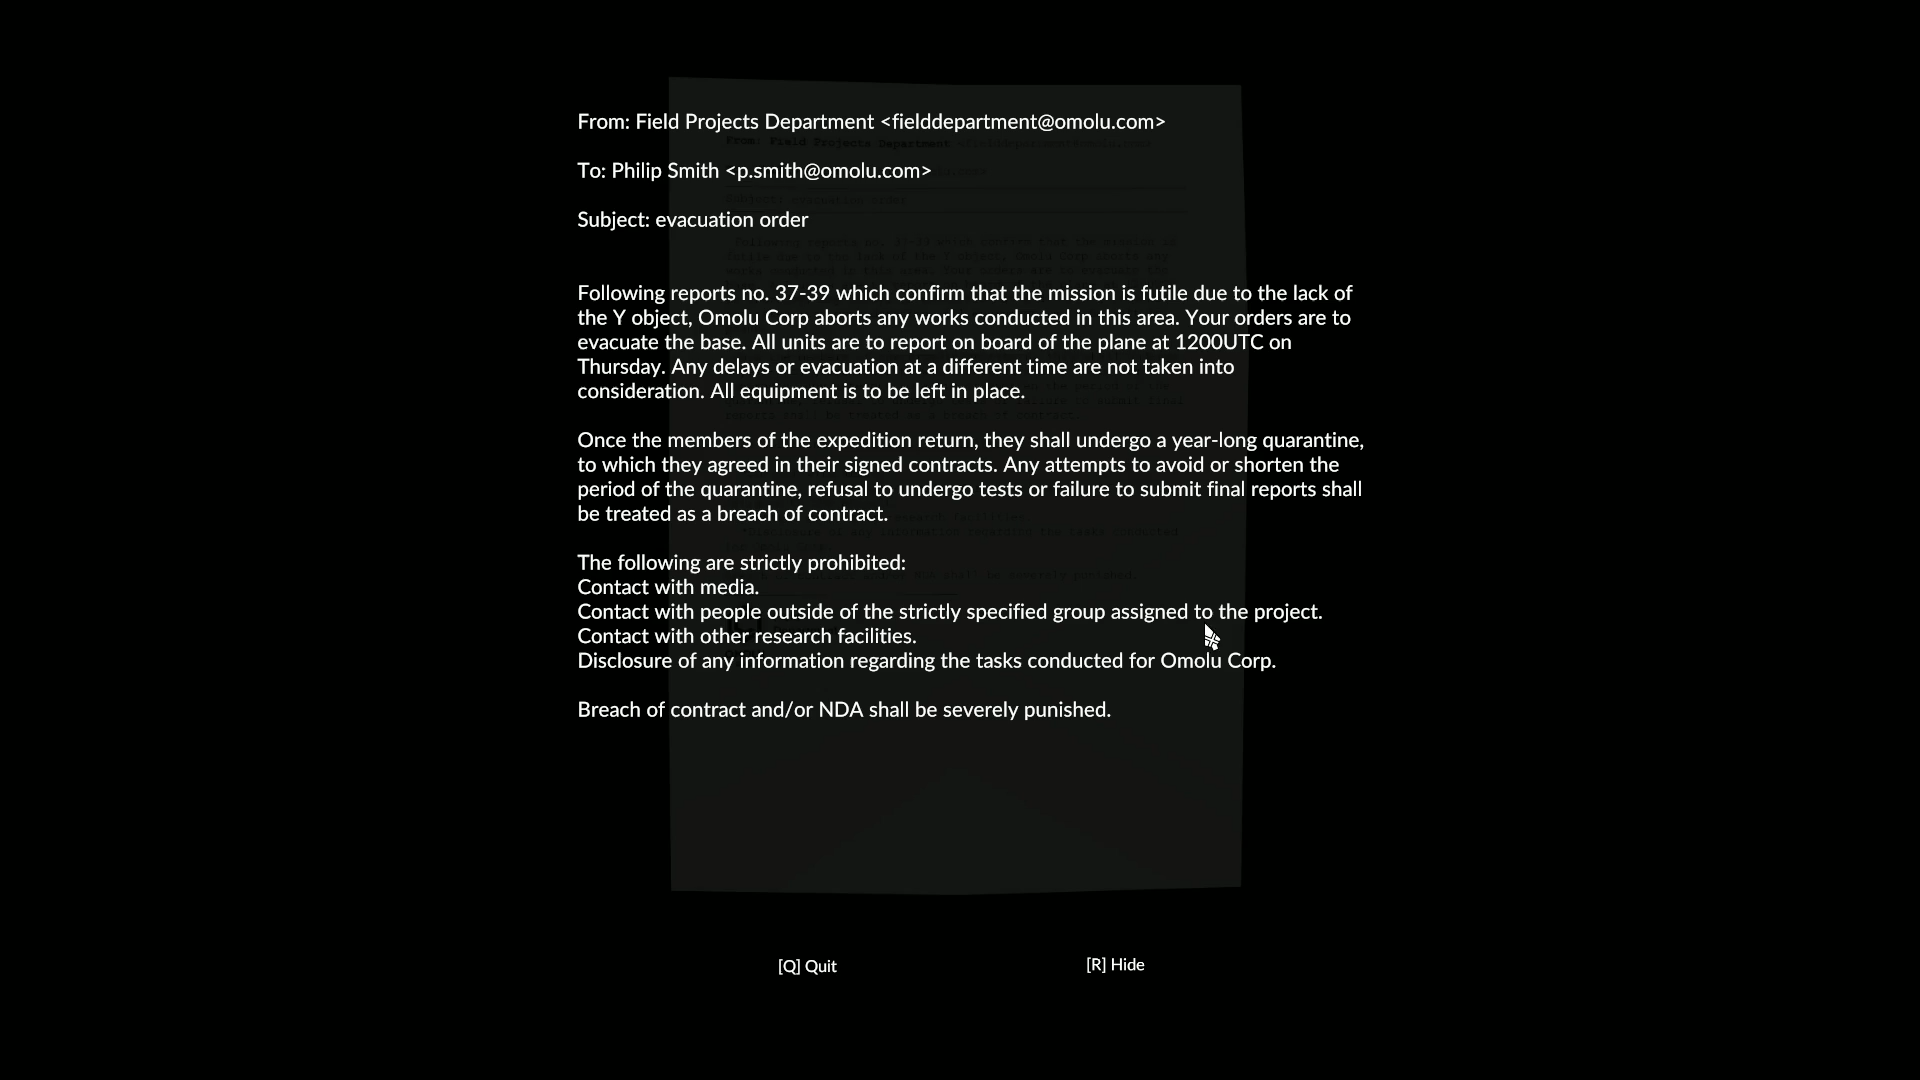 From: Field Projects Department <fielddepartment@omolu.com>
To: Philip Smith <p.smith@omolu.com>
Subject: evacuation order
Following reports no. 37-39 which confirm that the mission is futile due to the lack of
the Y object, Omolu Corp aborts any works conducted in this area. Your orders are to
evacuate the base. All units are to report on board of the plane at 1200UTC on
Thursday. Any delays or evacuation at a different time are not taken into
consideration. All equipment is to be left in place.
Once the members of the expedition return, they shall undergo a year-long quarantine,
to which they agreed in their signed contracts. Any attempts to avoid or shorten the
period of the quarantine, refusal to undergo tests or failure to submit final reports shall
be treated as a breach of contract.
The following are strictly prohibited:
Contact with media.
Contact with people outside of the strictly specified group assigned to the project.
Contact with other research facilities.
Disclosure of any information regarding the tasks conducted for Omolu Corp.
Breach of contract and/or NDA shall be severely punished.
[Q] Quit
[R] Hide